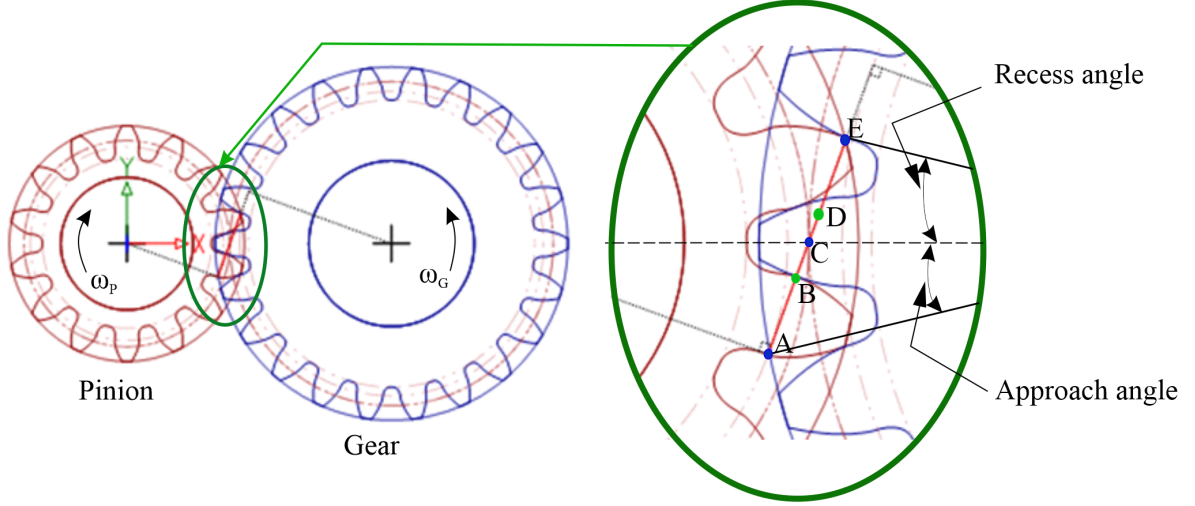 Recess angle
E
Y
D
X
C
ωP
ωG
B
A
Pinion
Approach angle
Gear